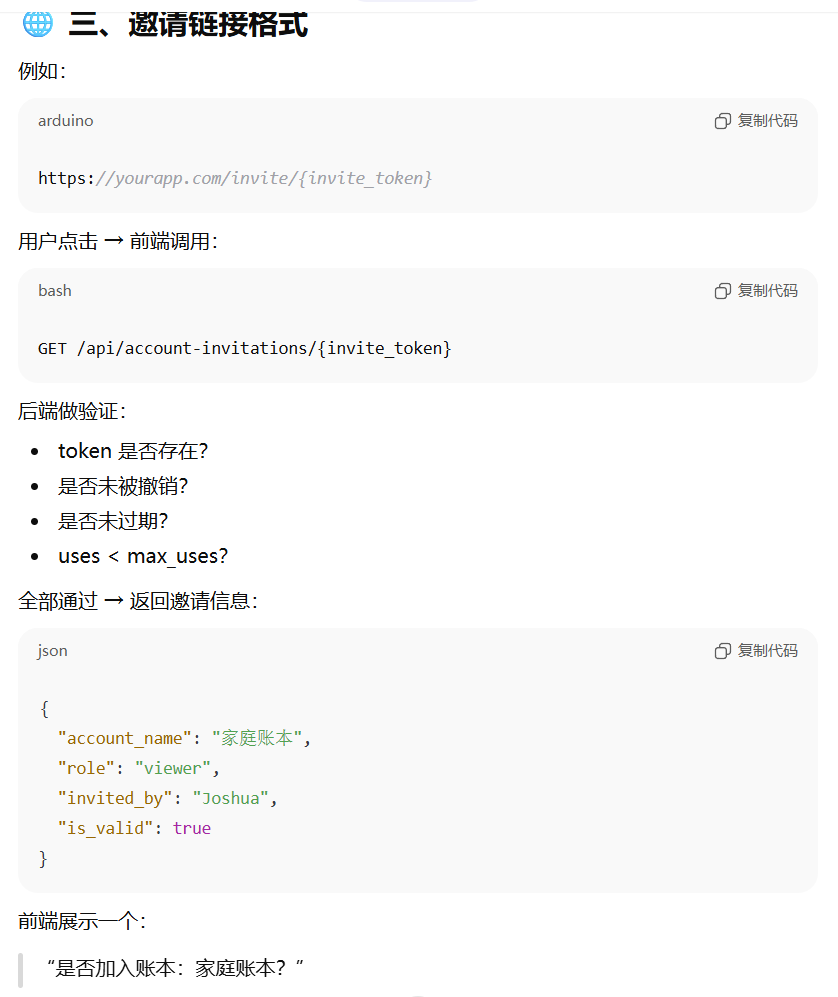 🌐 三、邀请链接格式
例如：
arduino
复制代码
https://yourapp.com/invite/{invite_token}
用户点击 → 前端调用：
bash
复制代码
GET /api/account-invitations/{invite_token}
后端做验证：
• token 是否存在？
• 是否未被撤销？
• 是否未过期？
• uses < max_uses?
全部通过 → 返回邀请信息：
json
复制代码
{
  "account_name": "家庭账本",
  "role": "viewer",
  "invited_by": "Joshua",
  "is_valid": true
}
前端展示一个：
“是否加入账本：家庭账本？”